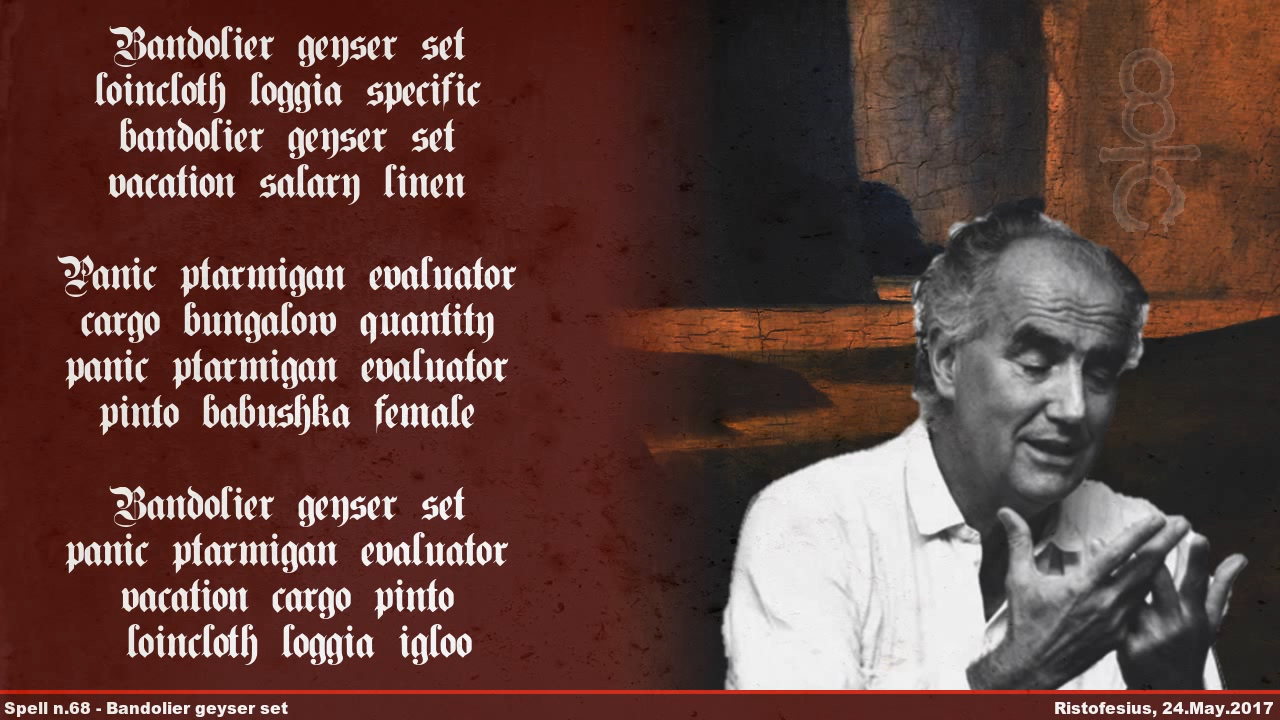 Bandolier geyser set
loincloth loggia specific
bandolier geyser set
vacation salary linen
Panic ptarmigan evaluator
cargo bungalow quantity
panic ptarmigan evaluator
pinto babushka female
Bandolier geyser set
panic ptarmigan evaluator
vacation cargo pinto
loincloth loggia igloo
Spell n.68 - Bandolier geyser set
Ristofesius, 24.May.2017